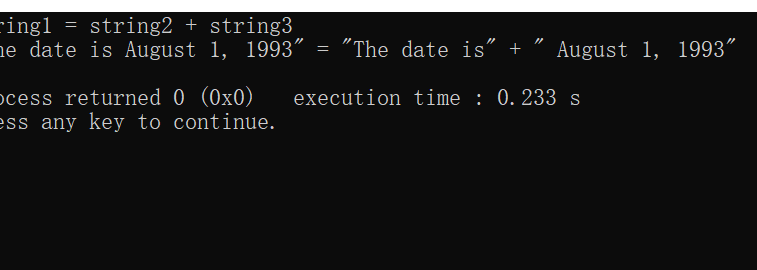 ring1 = string2 + string3
he date is August 1, 1993" = "The date is" + " August 1, 1993"
ocess returned 0 (0x0)   execution time : 0.233 s
ess any key to continue.